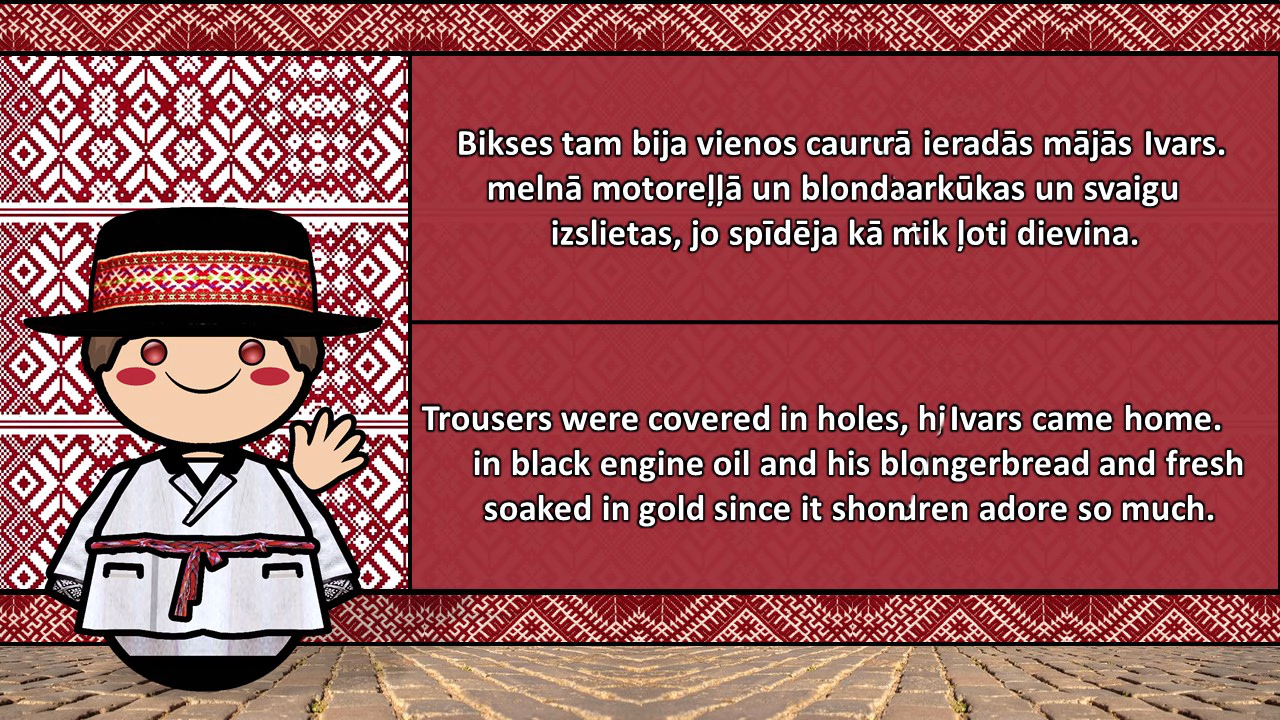 Bikses tam bija vienos ieradās mājās Ivars.
melnā motoreļļā un un svaigu
izslietas, jo spīdēja kā ļoti dievina.
Trousers were covered in holes, Ivars came home.
in black engine oil and his and fresh
soaked in gold since it adore so much.